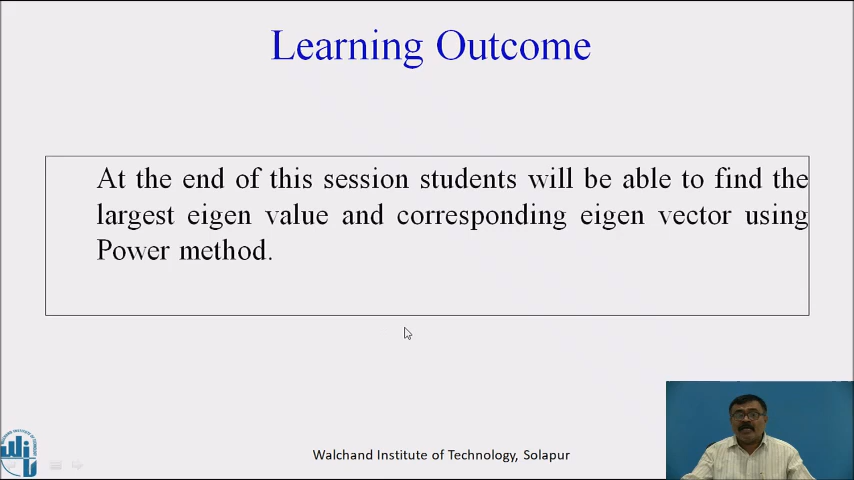 Learning Outcome
At the end of this session students will be able to find the
largest eigen value and corresponding eigen vector using
Power method.
Walchand Institute of Technology, Solapur